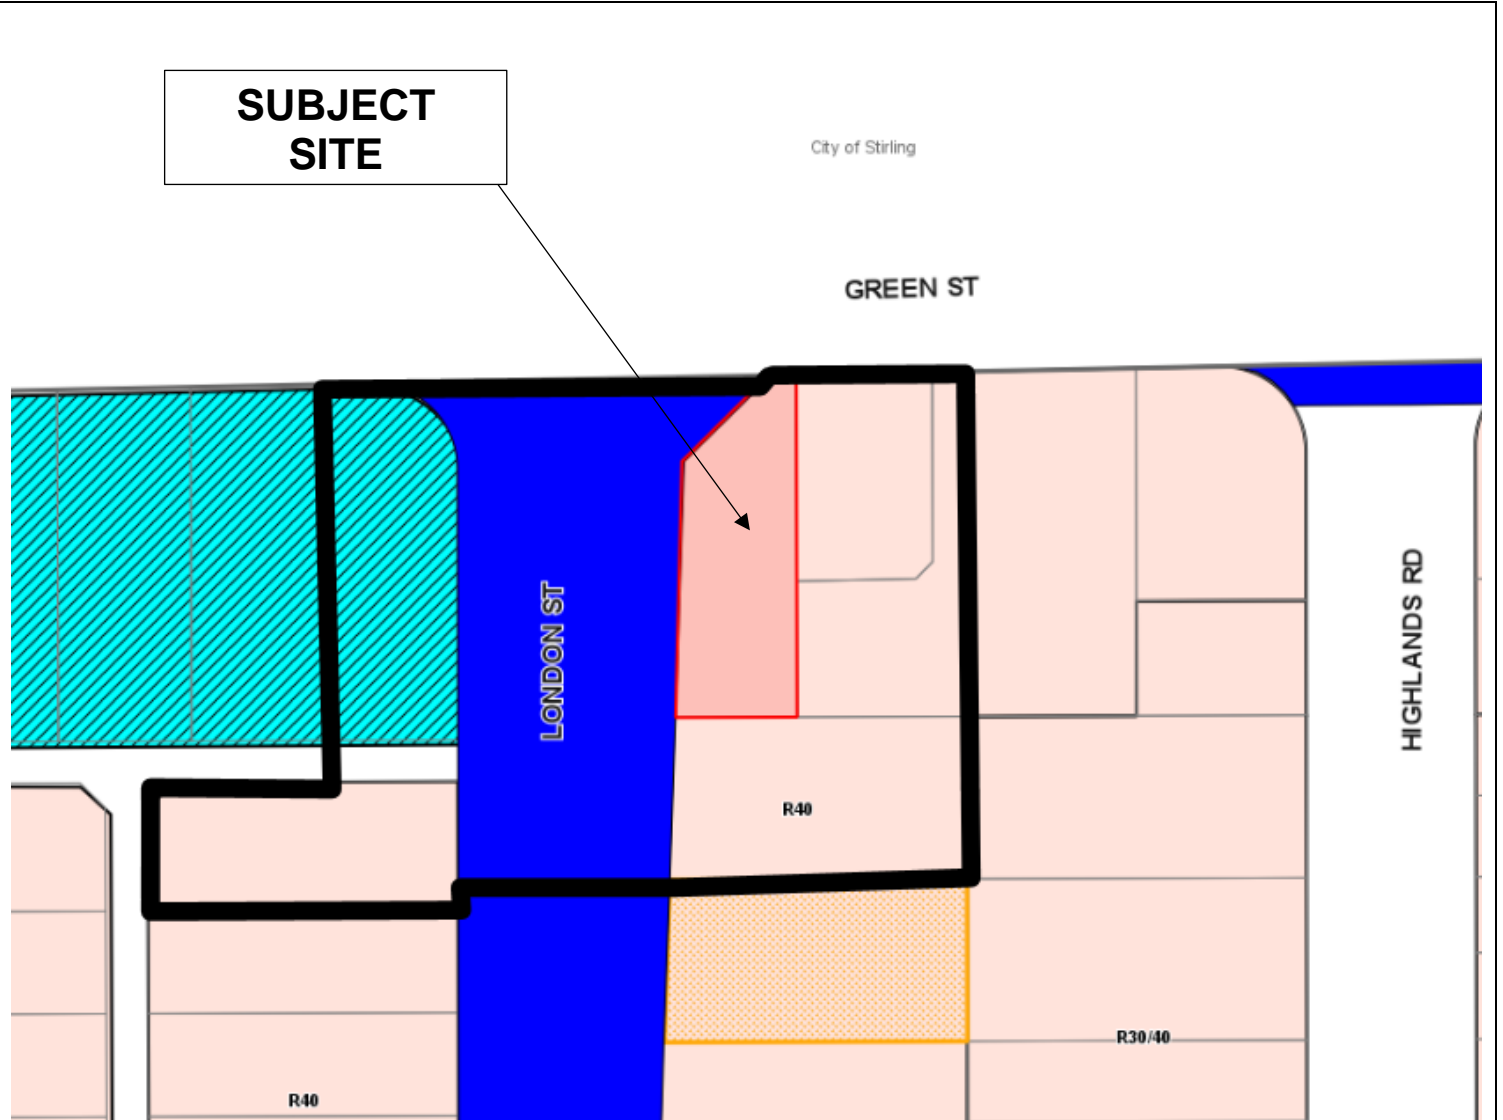 SUBJECT
SITE
City of Stirling
GREEN ST
LONDON ST
HIGHLANDS RD
R40
R30/40
R40